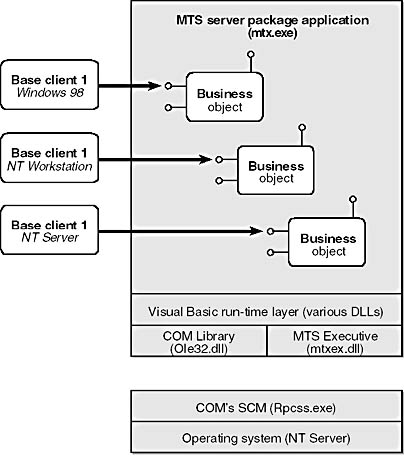 MTS server package application
(mtx.exe)
Base client 1
Windows 98
Business
object
Base client 1
NT Workstation
Business
object
Base client 1
NT Server
Business
object
Visual Basic run-time layer (various DLLs)
COM Library
(Ole32.dll)
MTS Executive
(mtxex.dll)
COM's SCM (Rpcss.exe)
Operating system (NT Server)